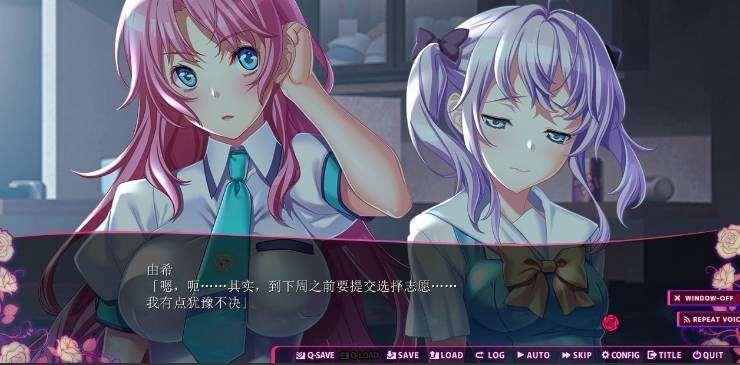 由希
「嗯，呃……其实，到下周之前要提交选择志愿……
我有点犹豫不决」
× WINDOW-OFF
REPEAT VOIC
Q-SAVE Q-LOAD SAVE LOAD LOG AUTO SKIP CONFIG TITLE QUIT